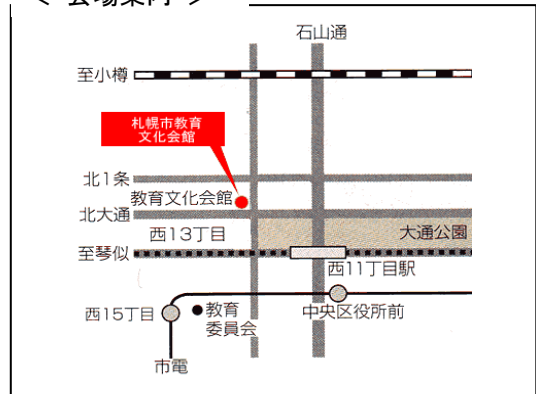 ＜ 会場案内 ＞
石山通
至小樽
札幌市教育
文化会館
北1条
教育文化会館
北大通
西13丁目
大通公園
至琴似
西11丁目駅
西15丁目
教育
委員会
中央区役所前
市電